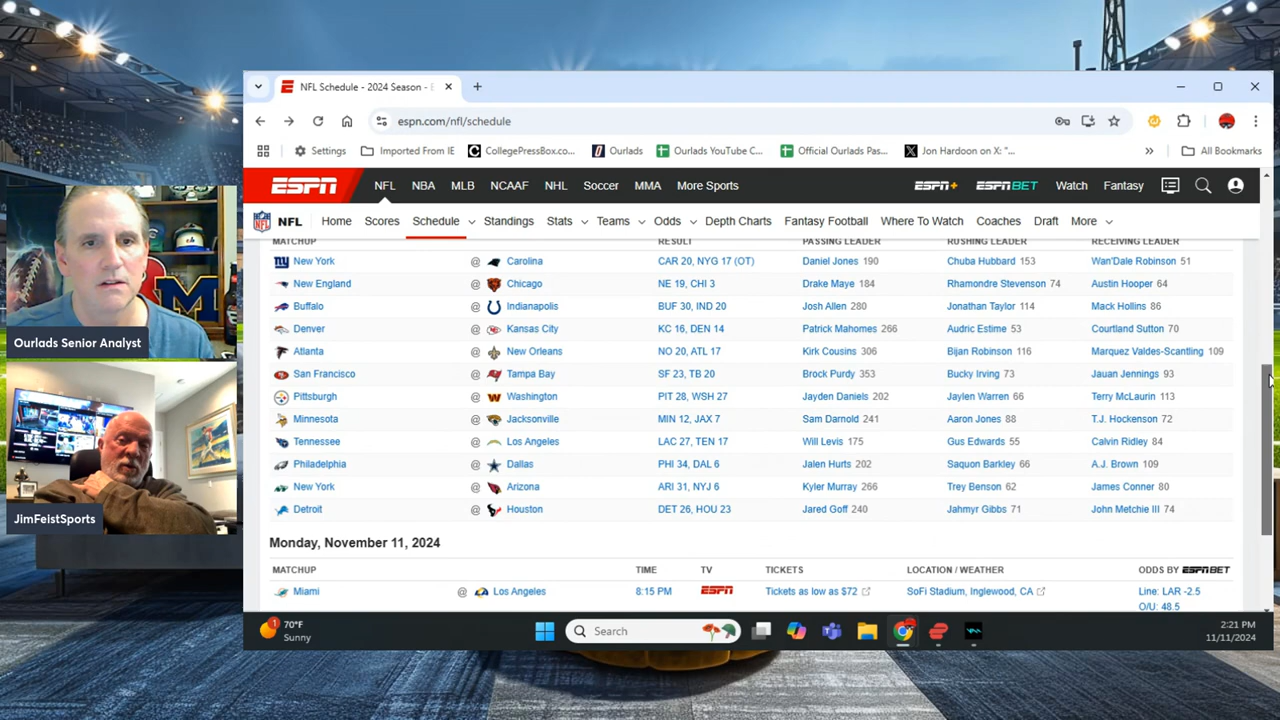 NFL Schedule - 2024 Season - E
espn.com/nfl/schedule
Settings Imported From IE CollegePressBox.co... Ourlads Ourlads YouTube C... Official Ourlads Pas... Jon Hardoon on X: "... » All Bookmarks
ESPN NFL NBA MLB NCAAF NHL Soccer MMA More Sports ESPN+ ESPN BET Watch Fantasy
NFL Home Scores Schedule Standings Stats Teams Odds Depth Charts Fantasy Football Where To Watch Coaches Draft More
MATCHUP RESULT PASSING LEADER RUSHING LEADER RECEIVING LEADER
New York @ Carolina CAR 20, NYG 17 (OT) Daniel Jones 190 Chuba Hubbard 153 Wan'Dale Robinson 51
New England @ Chicago NE 19, CHI 3 Drake Maye 184 Rhamondre Stevenson 74 Austin Hooper 64
Buffalo @ Indianapolis BUF 30, IND 20 Josh Allen 280 Jonathan Taylor 114 Mack Hollins 86
Denver @ Kansas City KC 16, DEN 14 Patrick Mahomes 266 Audric Estime 53 Courtland Sutton 70
Atlanta @ New Orleans NO 20, ATL 17 Kirk Cousins 306 Bijan Robinson 116 Marquez Valdes-Scantling 109
San Francisco @ Tampa Bay SF 23, TB 20 Brock Purdy 353 Bucky Irving 73 Jauan Jennings 93
Pittsburgh @ Washington PIT 28, WSH 27 Jayden Daniels 202 Jaylen Warren 66 Terry McLaurin 113
Minnesota @ Jacksonville MIN 12, JAX 7 Sam Darnold 241 Aaron Jones 88 T.J. Hockenson 72
Tennessee @ Los Angeles LAC 27, TEN 17 Will Levis 175 Gus Edwards 55 Calvin Ridley 84
Philadelphia @ Dallas PHI 34, DAL 6 Jalen Hurts 202 Saquon Barkley 66 A.J. Brown 109
New York @ Arizona ARI 31, NYJ 6 Kyler Murray 266 Trey Benson 62 James Conner 80
Detroit @ Houston DET 26, HOU 23 Jared Goff 240 Jahmyr Gibbs 71 John Metchie III 74
Monday, November 11, 2024
MATCHUP TIME TV TICKETS LOCATION / WEATHER ODDS BY ESPN BET
Miami @ Los Angeles 8:15 PM ESPN Tickets as low as $72 SoFi Stadium, Inglewood, CA Line: LAR -2.5
O/U: 48.5
Ourlads Senior Analyst
JimFeistSports
1
70°F
Sunny
Search
2:21 PM
11/11/2024